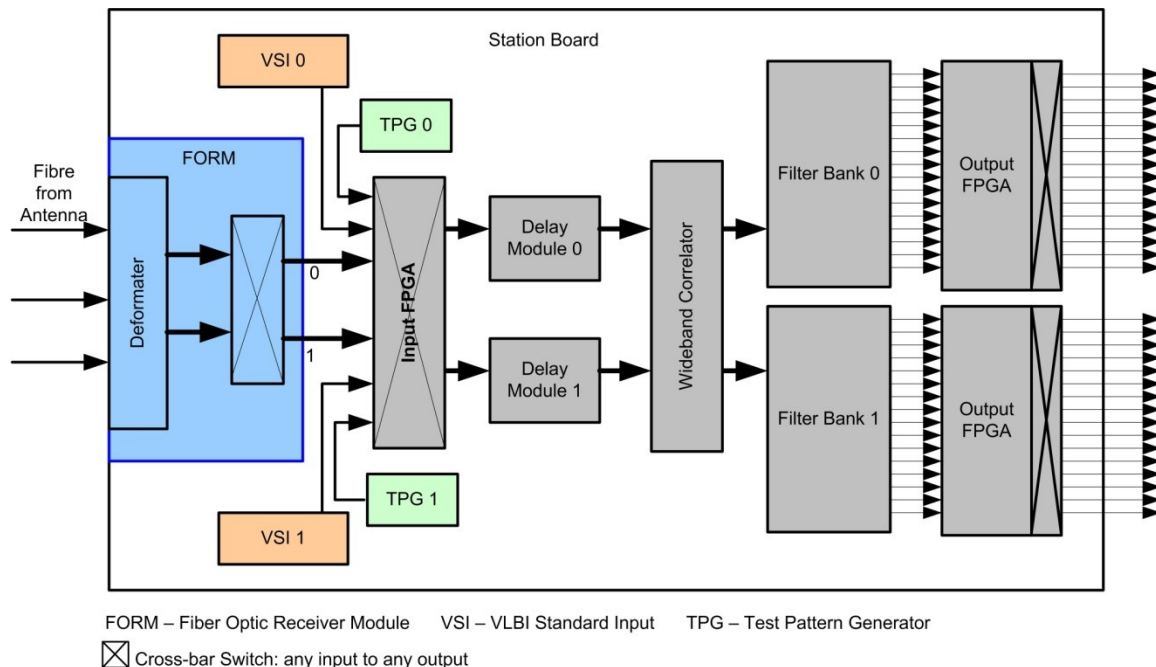 Station Board
VSI 0
TPG 0
FORM
Fibre
from
Antenna
Deformater
0
1
Input FPGA
Delay
Module 0
Delay
Module 1
Wideband Correlator
Filter Bank 0
Output
FPGA
Filter Bank 1
Output
FPGA
TPG 1
VSI 1
FORM – Fiber Optic Receiver Module VSI – VLBI Standard Input TPG – Test Pattern Generator
Cross-bar Switch: any input to any output